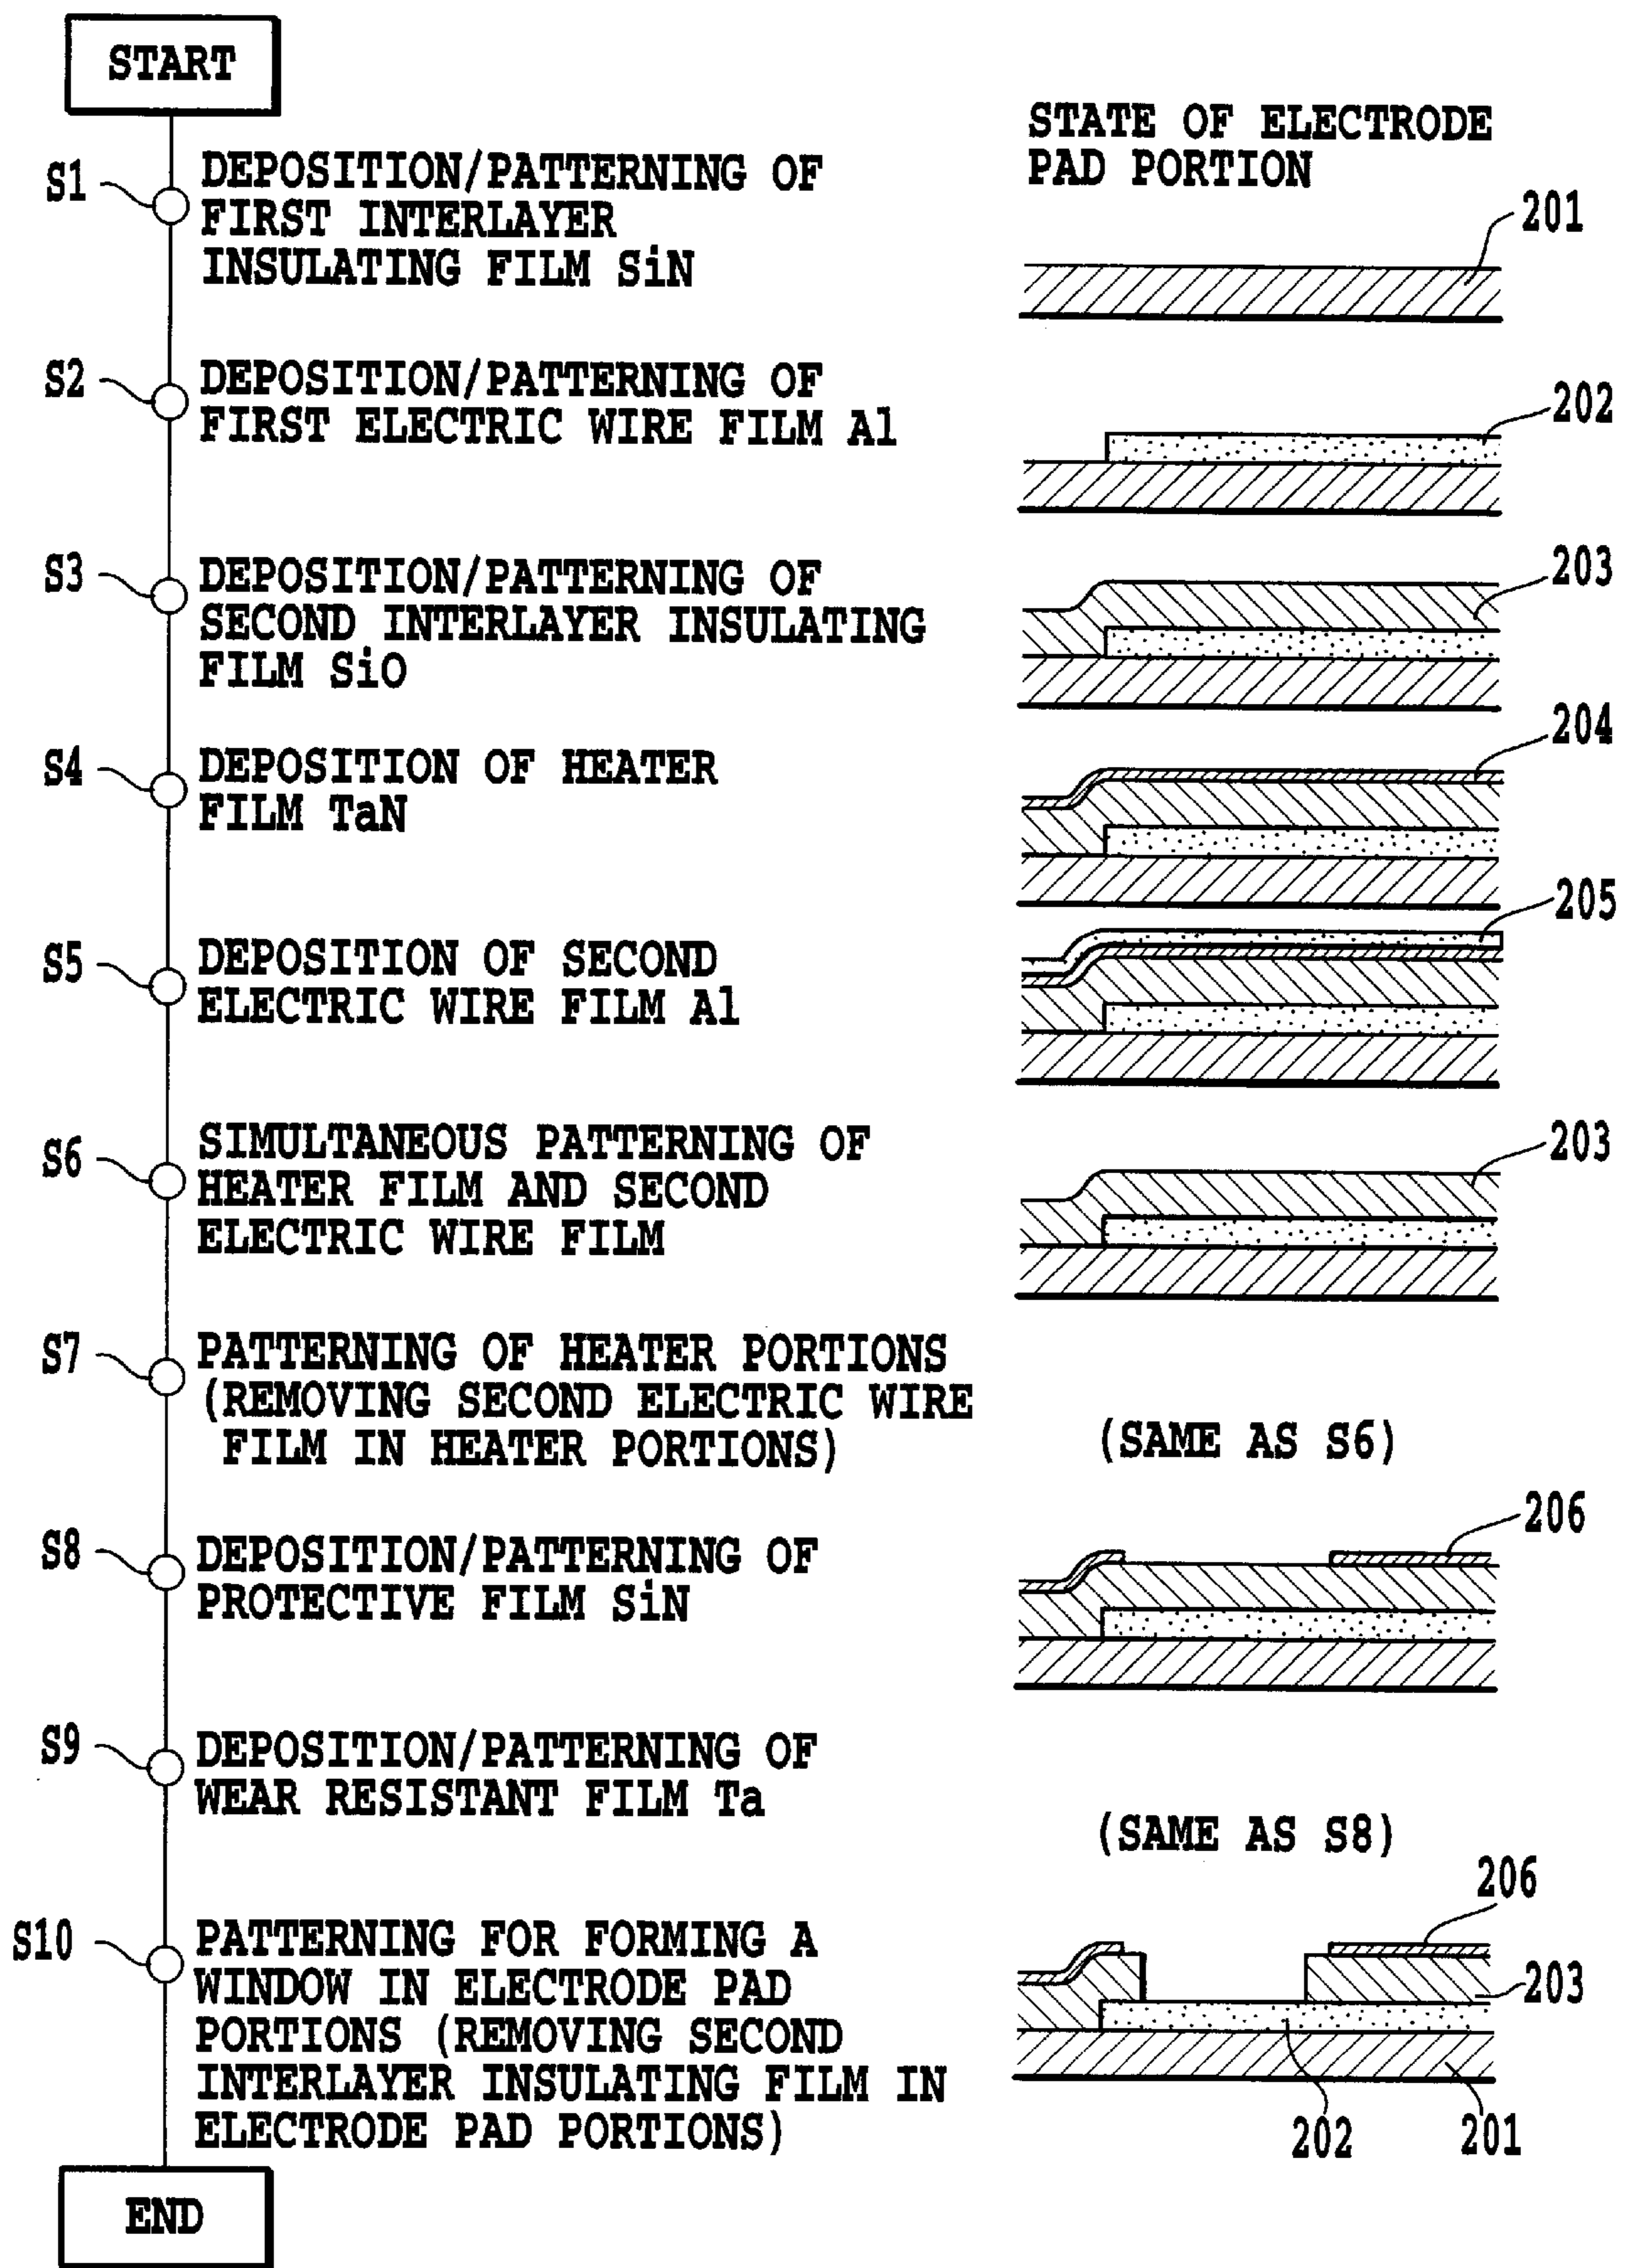 START
STATE OF ELECTRODE
PAD PORTION
S1
DEPOSITION/PATTERNING OF
FIRST INTERLAYER
INSULATING FILM SiN
201
S2
DEPOSITION/PATTERNING OF
FIRST ELECTRIC WIRE FILM Al
202
S3
DEPOSITION/PATTERNING OF
SECOND INTERLAYER INSULATING
FILM SiO
203
S4
DEPOSITION OF HEATER
FILM TaN
204
S5
DEPOSITION OF SECOND
ELECTRIC WIRE FILM Al
205
S6
SIMULTANEOUS PATTERNING OF
HEATER FILM AND SECOND
ELECTRIC WIRE FILM
203
S7
PATTERNING OF HEATER PORTIONS
(REMOVING SECOND ELECTRIC WIRE
FILM IN HEATER PORTIONS)
(SAME AS S6)
S8
DEPOSITION/PATTERNING OF
PROTECTIVE FILM SiN
206
S9
DEPOSITION/PATTERNING OF
WEAR RESISTANT FILM Ta
(SAME AS S8)
S10
PATTERNING FOR FORMING A
WINDOW IN ELECTRODE PAD
PORTIONS (REMOVING SECOND
INTERLAYER INSULATING FILM IN
ELECTRODE PAD PORTIONS)
206
203
202
201
END